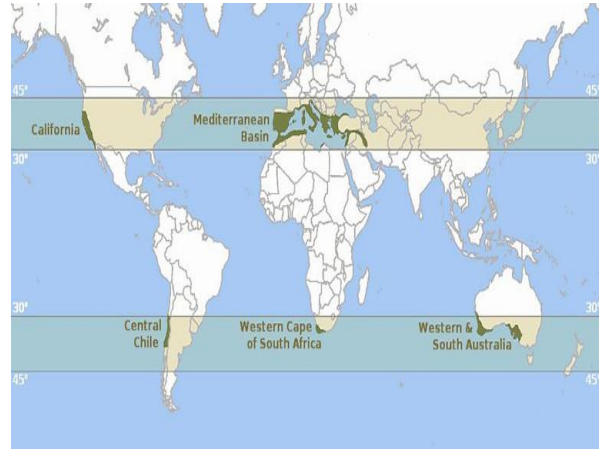 45°
45°
California
Mediterranean
Basin
30°
30°
30°
30°
Central
Chile
Western Cape
of South Africa
Western &
South Australia
45°
45°